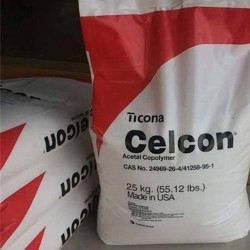 Ticona
Celcon®
Acetal Copolymer
CAS No. 24969-26-4/41258-95-1
25 kg. (55.12 lbs.)
Made in USA
elcon